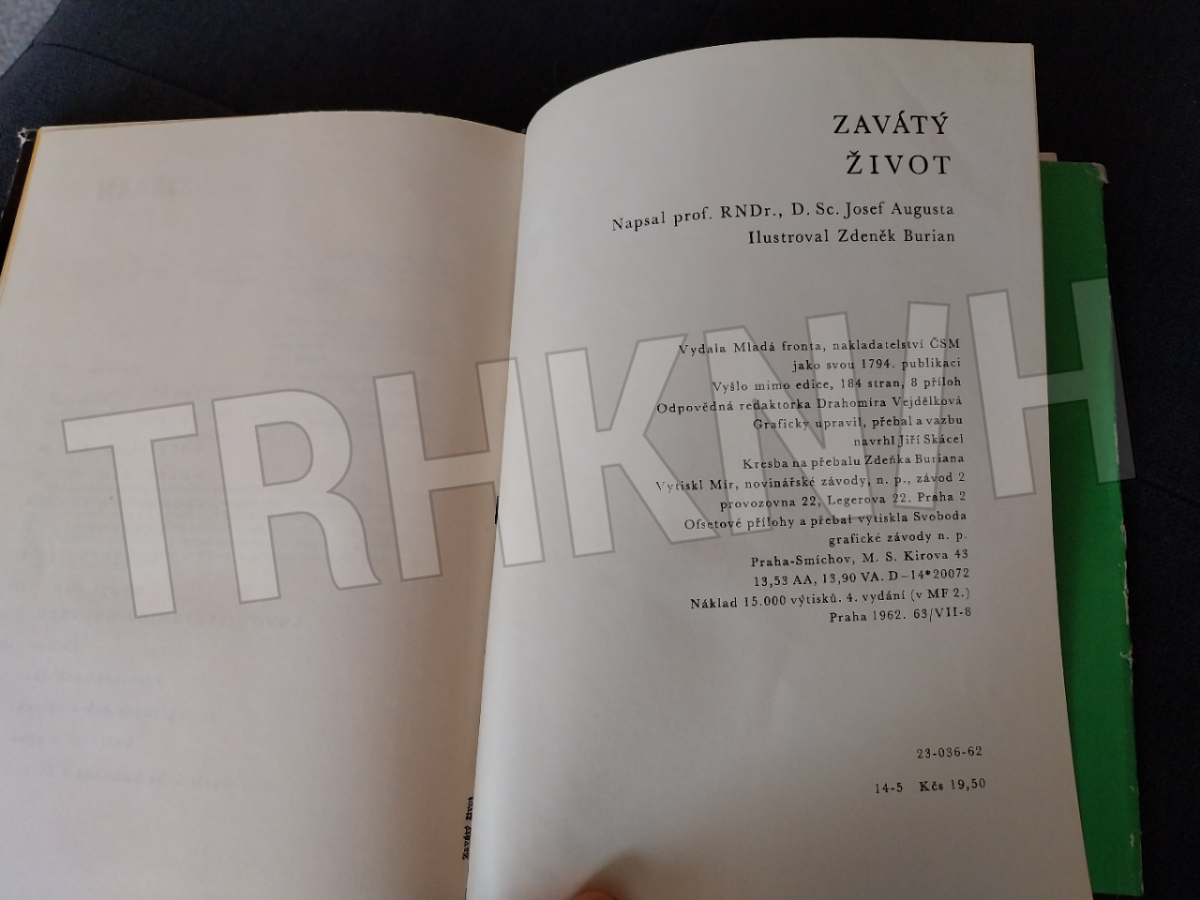 ZAVÁTÝ
ŽIVOT
Napsal prof. RNDr., D. Sc. Josef Augusta
Ilustroval Zdeněk Burian
Vydala Mladá fronta, nakladatelství ČSM
jako svou 1794. publikaci
Vyšlo mimo edice, 184 stran, 8 příloh
Odpovědná redaktorka Drahomíra Vejdělková
Graficky upravil, přebal a vazbu
navrhl Jiří Skácel
Kresba na přebalu Zdeňka Buriana
Vytiskl Mír, novinářské závody, n. p., závod 2
provozovna 22, Legerova 22. Praha 2
Ofsetové přílohy a přebal vytiskla Svoboda
grafické závody n. p.
Praha-Smíchov, M. S. Kirova 43
13,53 AA, 13,90 VA. D-14*20072
Náklad 15.000 výtisků. 4. vydání (v MF 2.)
Praha 1962. 63/VII-8
23-036-62
14-5 Kčs 19,50
Zavátý život
TRHKNIH